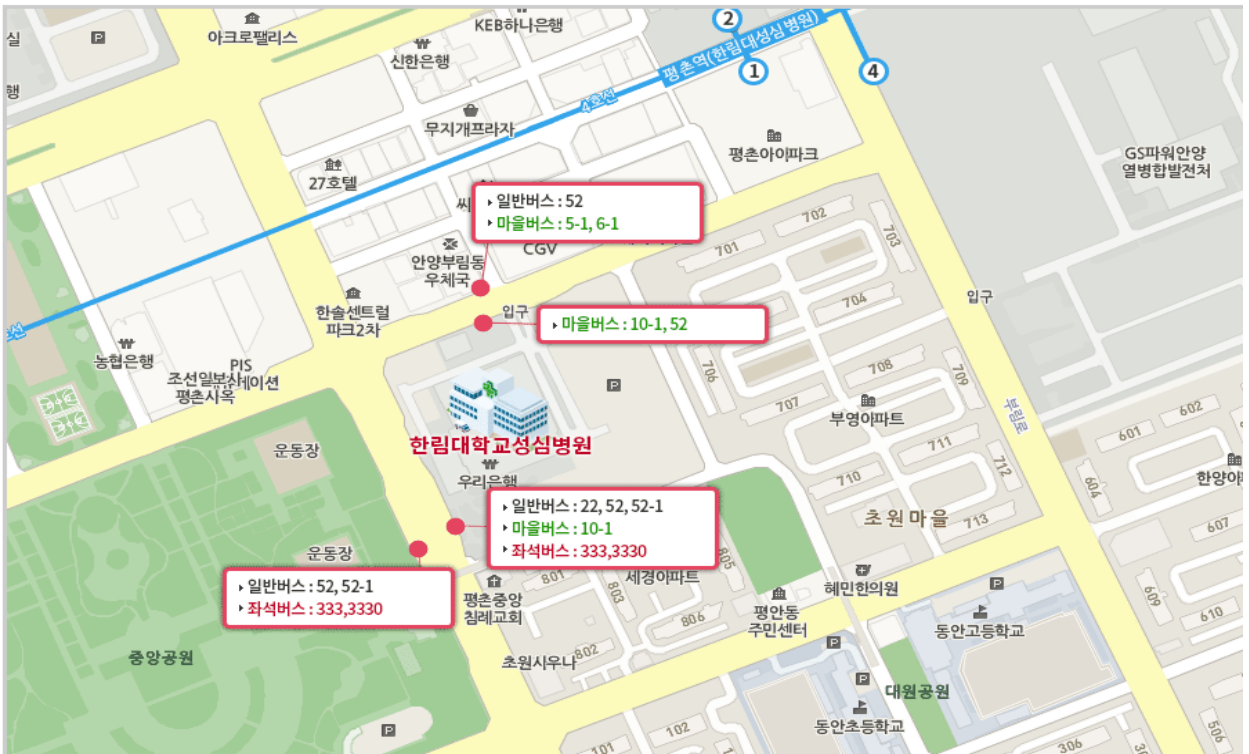 KEB하나은행
2
아크로팰리스
P
실
신한은행
평촌역(한림대성심병원)
1
4
행
4호선
무지개프라자
평촌아이파크
GS파워안양
열병합발전처
27호텔
씨
일반버스 : 52
마을버스 : 5-1, 6-1
702
703
701
CGV
안양부림동
우체국
704
입구
한솔센트럴
파크2차
입구
마을버스 : 10-1, 52
호선
농협은행
PIS
조선일보
평촌사옥
706
708
709
P
707
부영아파트
부림로
602
601
한림대학교성심병원
운동장
711
712
우리은행
710
한양아
604
일반버스 : 22, 52, 52-1
마을버스 : 10-1
좌석버스 : 333,3330
초원마을
713
607
운동장
805
세경아파트
801
803
혜민한의원
P
일반버스 : 52, 52-1
좌석버스 : 333,3330
평촌중앙
침례교회
806
평안동
주민센터
609
610
동안고등학교
P
중앙공원
802
초원시우나
P
대원공원
동안초등학교
P
102
101
306
506